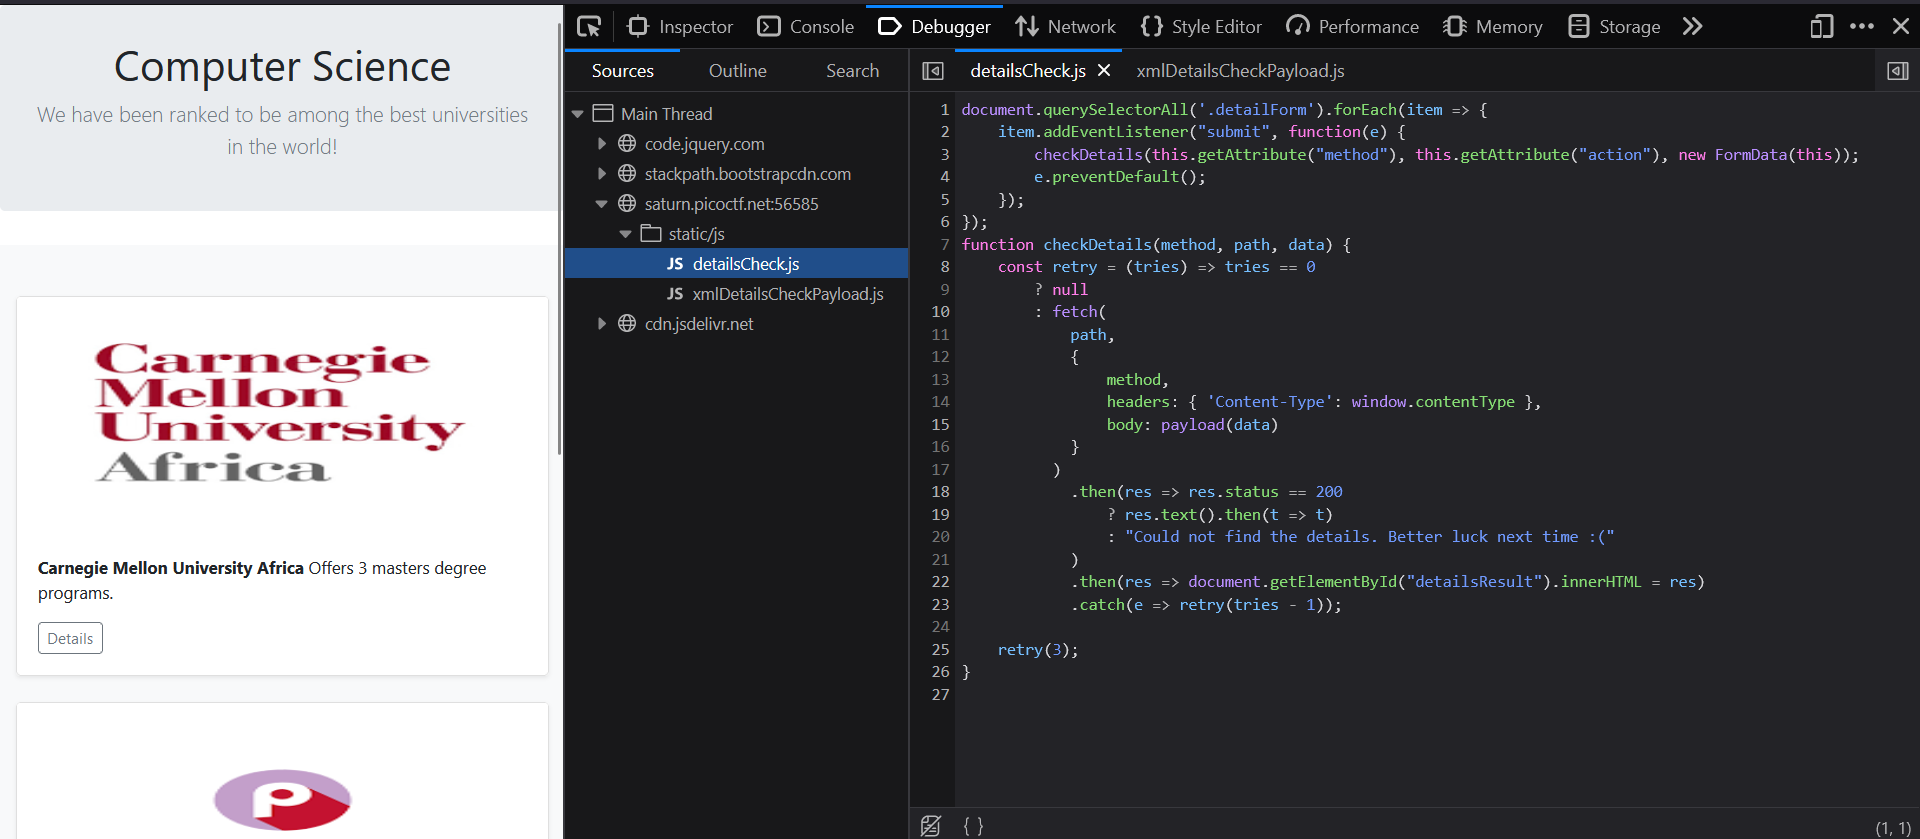 Computer Science
We have been ranked to be among the best universities
in the world!
Carnegie
Mellon
University
Africa
Carnegie Mellon University Africa Offers 3 masters degree
programs.
Details
P
Inspector
Console
Debugger
Network
{} Style Editor
Performance
Memory
Storage
Sources
Outline
Search
Main Thread
code.jquery.com
stackpath.bootstrapcdn.com
saturn.picoctf.net:56585
static/js
JS detailsCheck.js
JS xmlDetailsCheckPayload.js
cdn.jsdelivr.net
detailsCheck.js
xmlDetailsCheckPayload.js
1 document.querySelectorAll('.detailForm').forEach(item => {
2 item.addEventListener("submit", function(e) {
3 checkDetails(this.getAttribute("method"), this.getAttribute("action"), new FormData(this));
4 e.preventDefault();
5 });
6 });
7 function checkDetails(method, path, data) {
8 const retry = (tries) => tries == 0
9 ? null
10 : fetch(
11 path,
12 {
13 method,
14 headers: { 'Content-Type': window.contentType },
15 body: payload(data)
16 }
17 )
18 .then(res => res.status == 200
19 ? res.text().then(t => t)
20 : "Could not find the details. Better luck next time :("
21 )
22 .then(res => document.getElementById("detailsResult").innerHTML = res)
23 .catch(e => retry(tries - 1));
24
25 retry(3);
26 }
27
{ }
(1, 1)